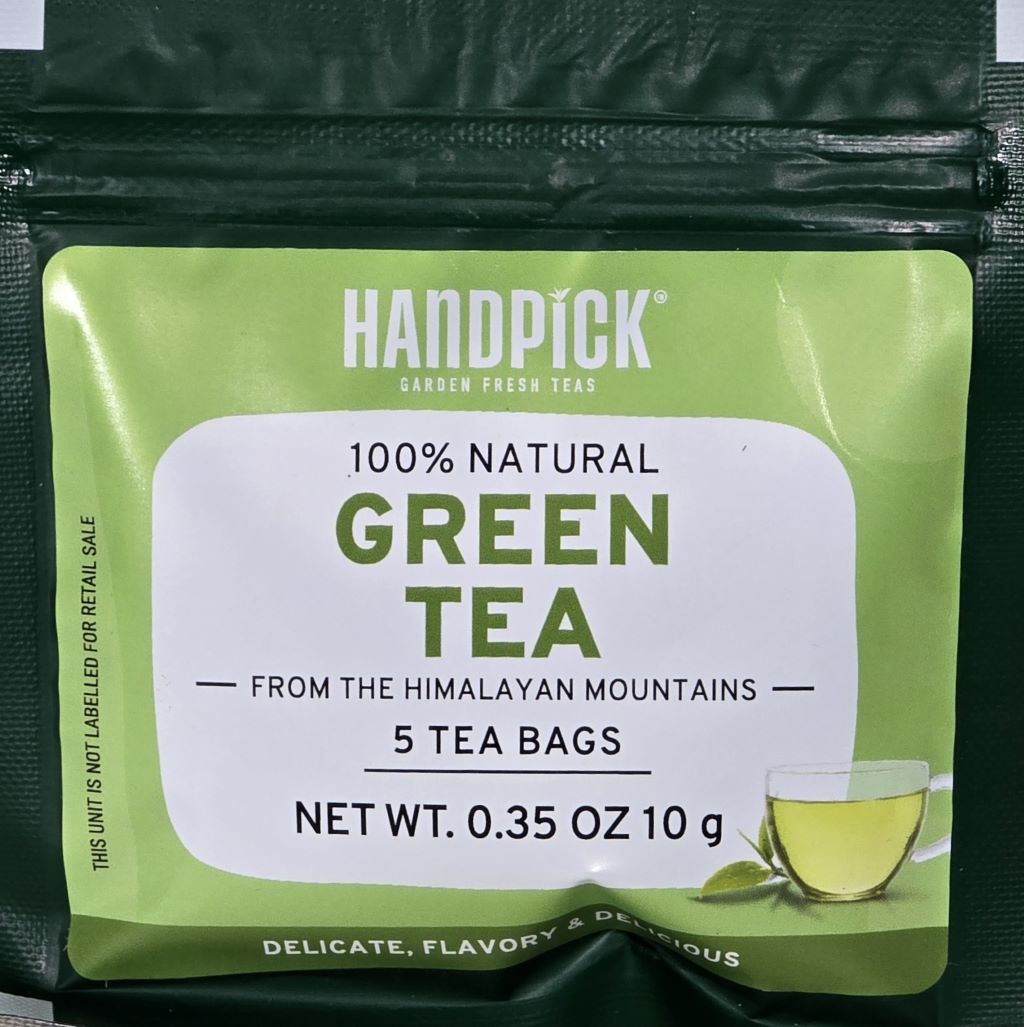 HANDPICK®
GARDEN FRESH TEAS
100% NATURAL
GREEN
TEA
FROM THE HIMALAYAN MOUNTAINS
5 TEA BAGS
NET WT. 0.35 OZ 10 g
DELICATE, FLAVORY & DELICIOUS
THIS UNIT IS NOT LABELLED FOR RETAIL SALE